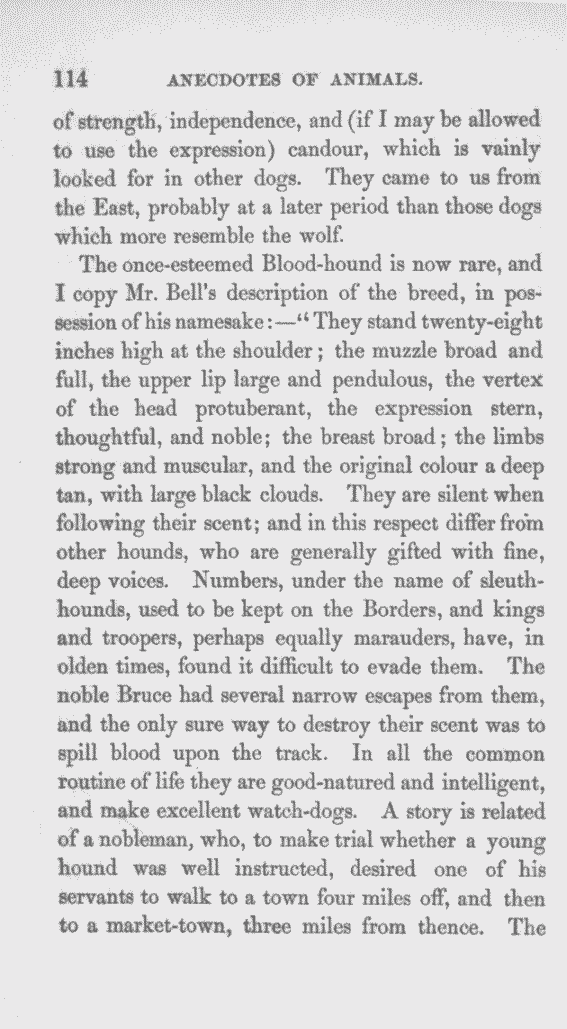 114 ANECDOTES OF ANIMALS.
of strength, independence, and (if I may be allowed
to use the expression) candour, which is vainly
looked for in other dogs. They came to us from
the East, probably at a later period than those dogs
which more resemble the wolf.
The once-esteemed Blood-hound is now rare, and
I copy Mr. Bell's description of the breed, in pos-
session of his namesake:—"They stand twenty-eight
inches high at the shoulder; the muzzle broad and
full, the upper lip large and pendulous, the vertex
of the head protuberant, the expression stern,
thoughtful, and noble; the breast broad; the limbs
strong and muscular, and the original colour a deep
tan, with large black clouds. They are silent when
following their scent; and in this respect differ from
other hounds, who are generally gifted with fine,
deep voices. Numbers, under the name of sleuth-
hounds, used to be kept on the Borders, and kings
and troopers, perhaps equally marauders, have, in
olden times, found it difficult to evade them. The
noble Bruce had several narrow escapes from them,
and the only sure way to destroy their scent was to
spill blood upon the track. In all the common
routine of life they are good-natured and intelligent,
and make excellent watch-dogs. A story is related
of a nobleman, who, to make trial whether a young
hound was well instructed, desired one of his
servants to walk to a town four miles off, and then
to a market-town, three miles from thence. The